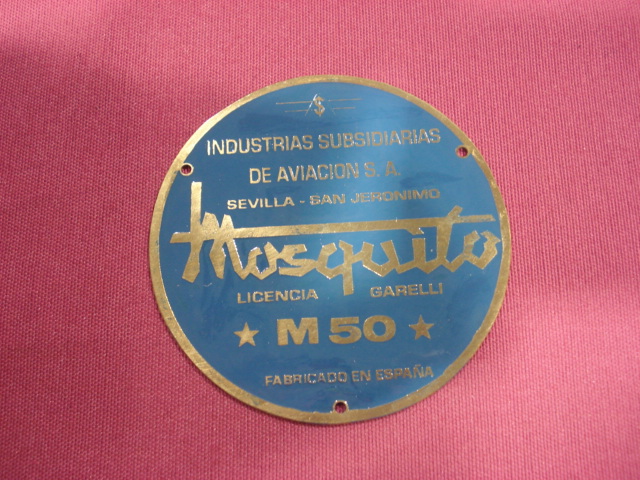 INDUSTRIAS SUBSIDIARIAS
DE AVIACION S. A.
SEVILLA - SAN JERONIMO
Mosquito
LICENCIA GARELLI
★ M 50 ★
FABRICADO EN ESPAÑA